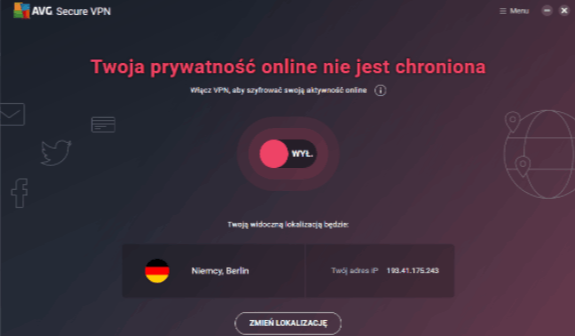 AVG Secure VPN
Menu
Twoja prywatność online nie jest chroniona
Włącz VPN, aby szyfrować swoją aktywność online
WYŁ.
Twoją widoczną lokalizacją będzie:
Niemcy, Berlin
Twój adres IP 193.41.175.243
ZMIEŃ LOKALIZACJĘ